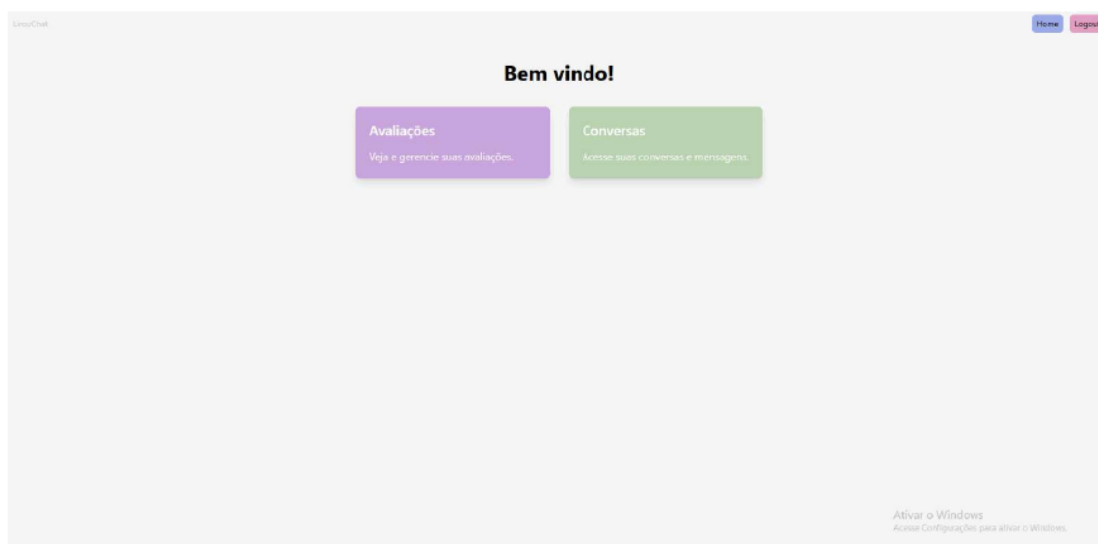 Home
Logout
Bem vindo!
Avaliações
Veja e gerencie suas avaliações.
Conversas
Acesse suas conversas e mensagens.
Ativar o Windows
Acesse Configurações para ativar o Windows.